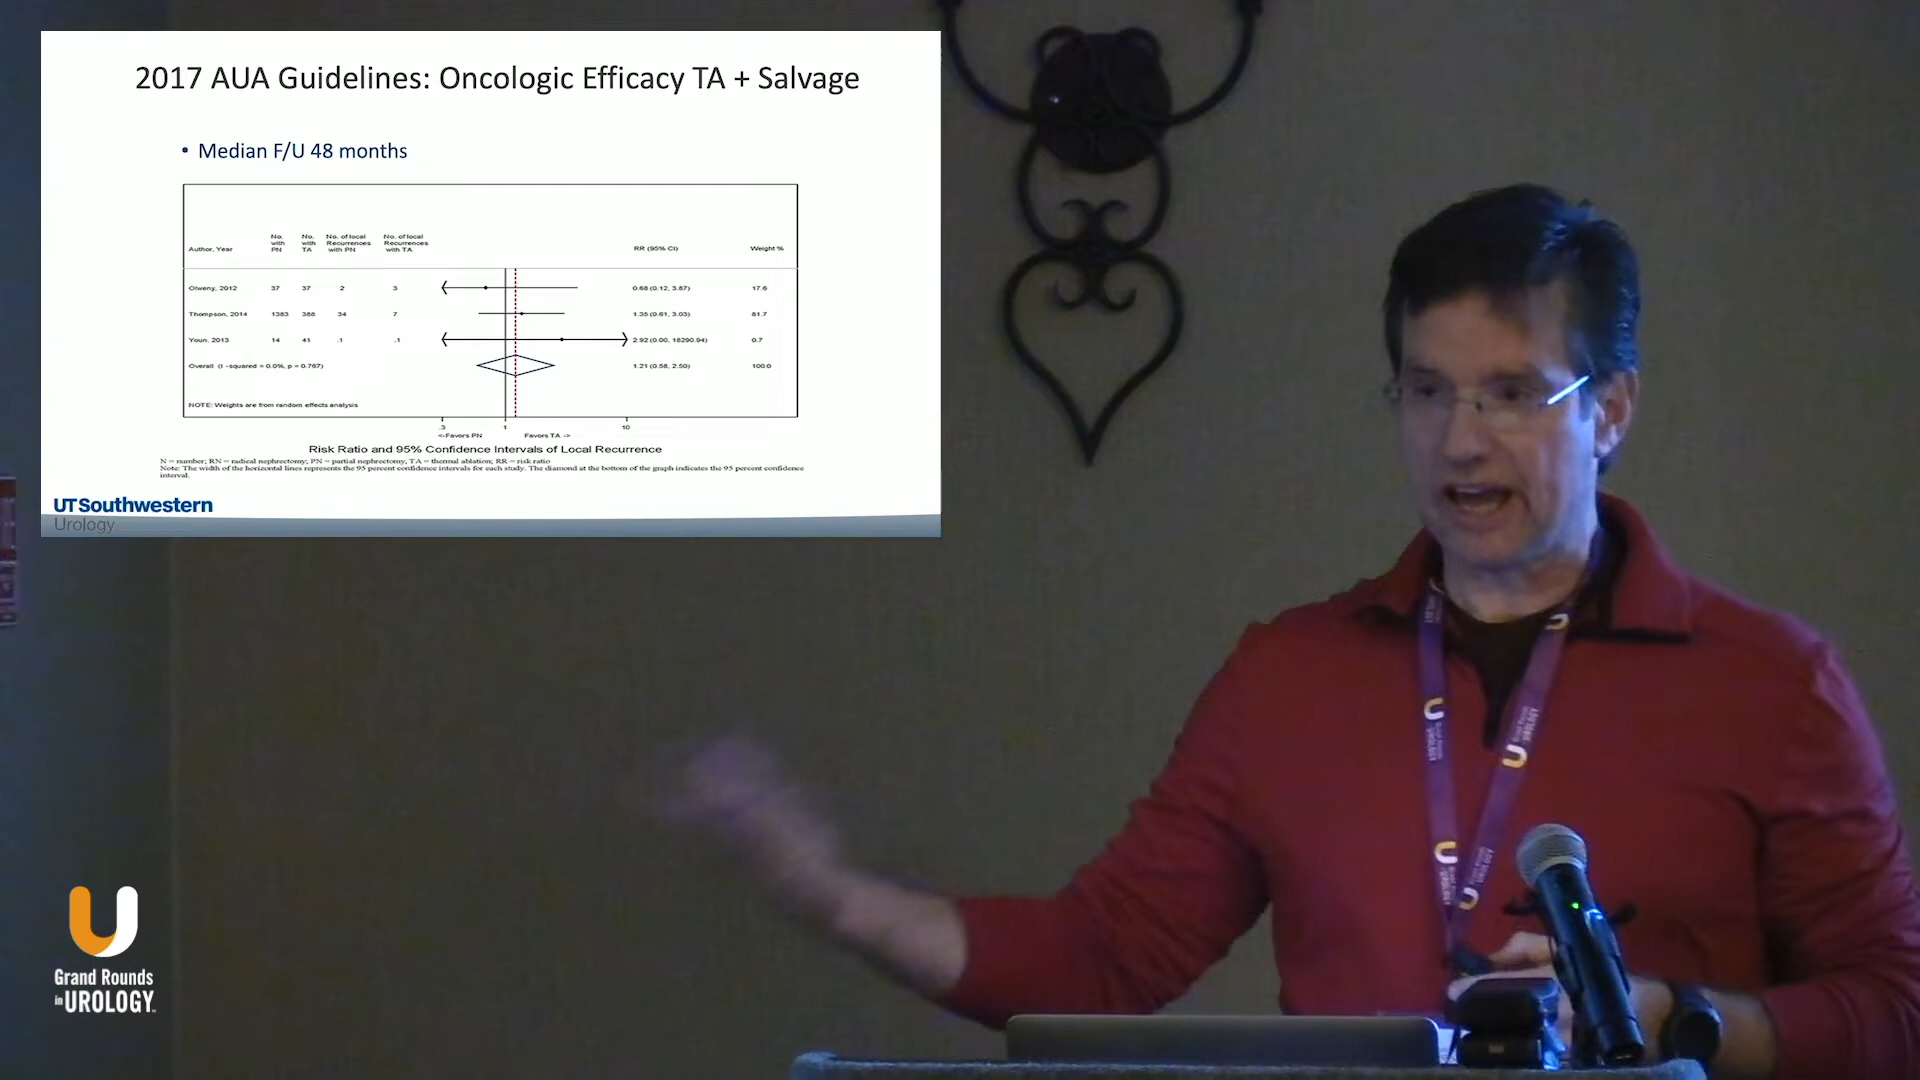 2017 AUA Guidelines: Oncologic Efficacy TA + Salvage
• Median F/U 48 months
Author, Year
No. with PN
No. with TA
No. of local Recurrences with PN
No. of local Recurrences with TA
RR (95% CI)
Weight %
Olweny, 2012 37 37 2 3 0.68 (0.12, 3.87) 17.6
Thompson, 2014 1383 386 34 7 1.35 (0.61, 3.03) 81.7
Youn, 2013 14 41 .1 .1 2.92 (0.00, 18290.94) 0.7
Overall (I-squared = 0.0%, p = 0.767) 1.21 (0.58, 2.50) 100.0
NOTE: Weights are from random effects analysis
.3 1 10
<-Favors PN Favors TA ->
Risk Ratio and 95% Confidence Intervals of Local Recurrence
N = number; RN = radical nephrectomy; PN = partial nephrectomy, TA = thermal ablation; RR = risk ratio
Note: The width of the horizontal lines represents the 95 percent confidence intervals for each study. The diamond at the bottom of the graph indicates the 95 percent confidence
interval.
UTSouthwestern
Urology
Grand Rounds
in UROLOGY